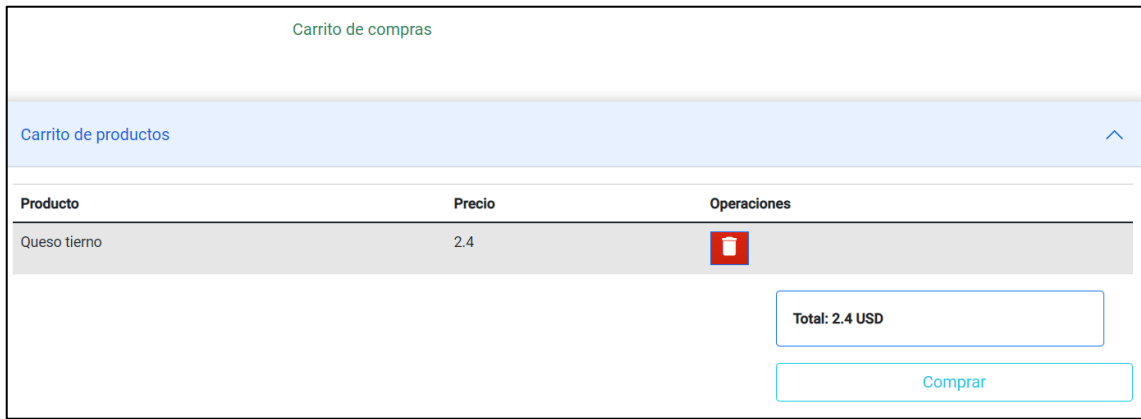 Carrito de compras
Carrito de productos
Producto Precio Operaciones
Queso tierno 2.4
Total: 2.4 USD
Comprar